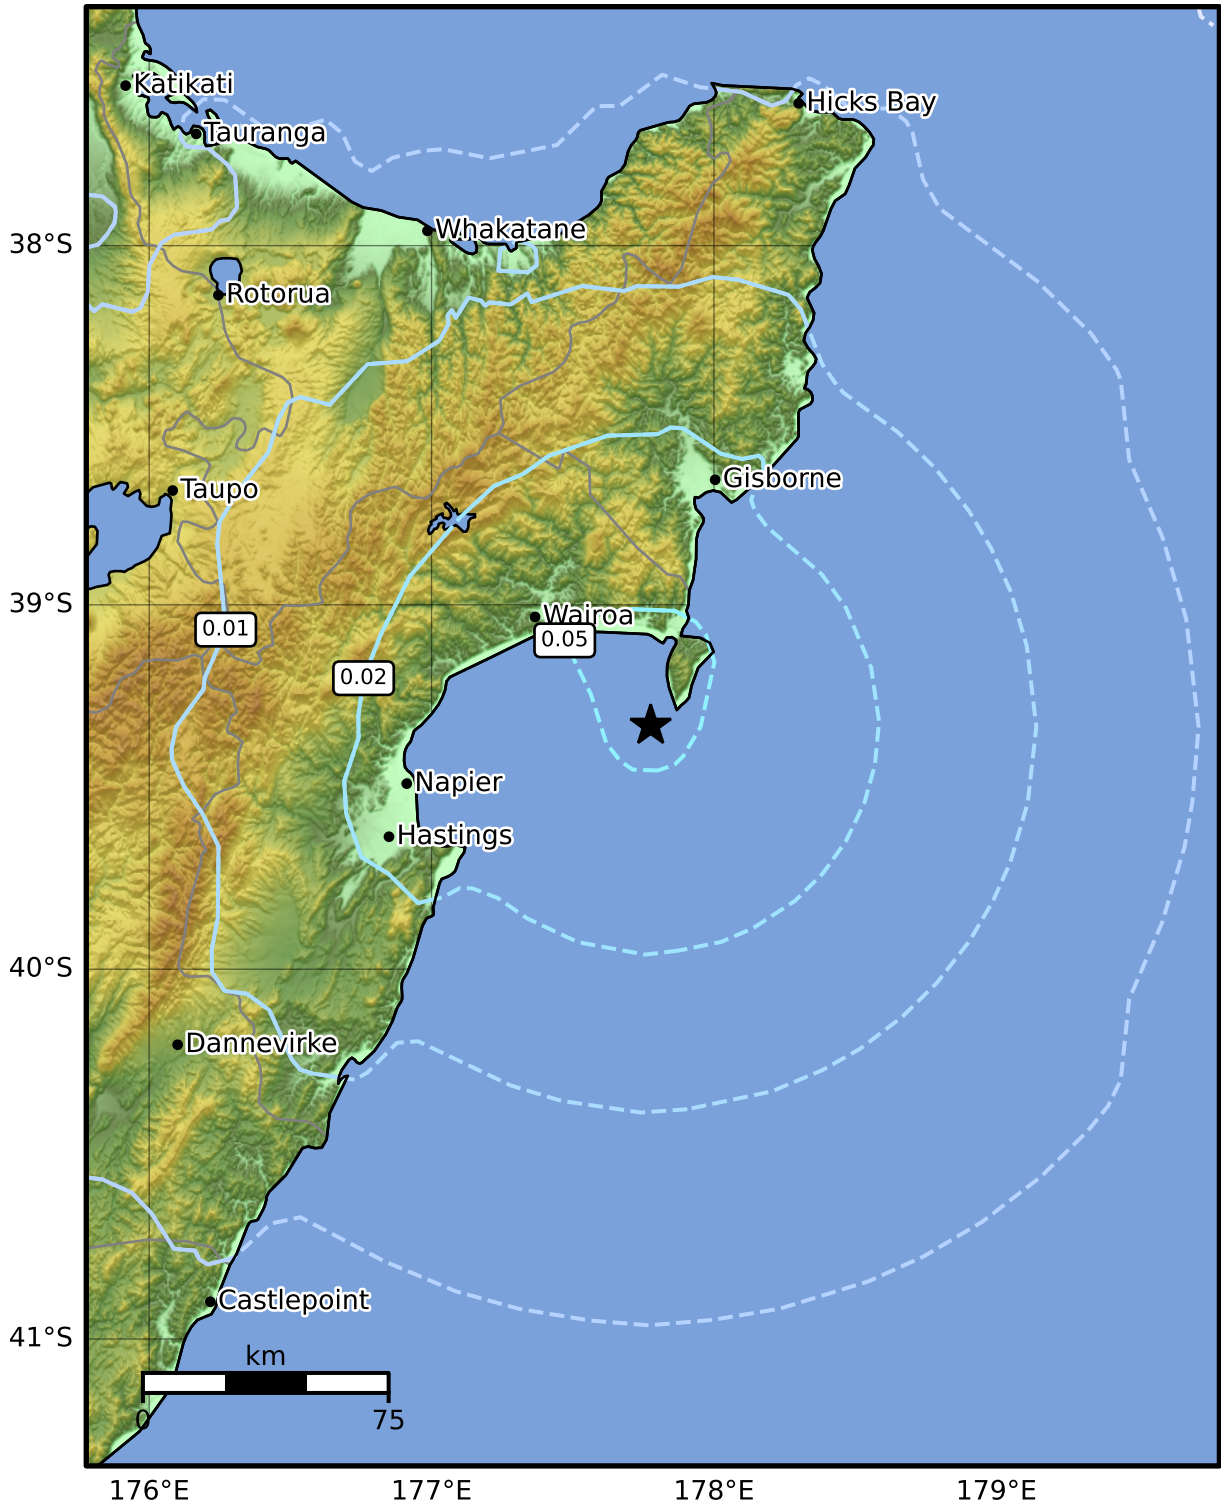 Katikati
Hicks Bay
Tauranga
Whakatane
38°S
Rotorua
Gisborne
Taupo
39°S
Wairoa
0.01
0.05
0.02
Napier
Hastings
40°S
Dannevirke
Castlepoint
41°S
km
0
75
176°E
177°E
178°E
179°E